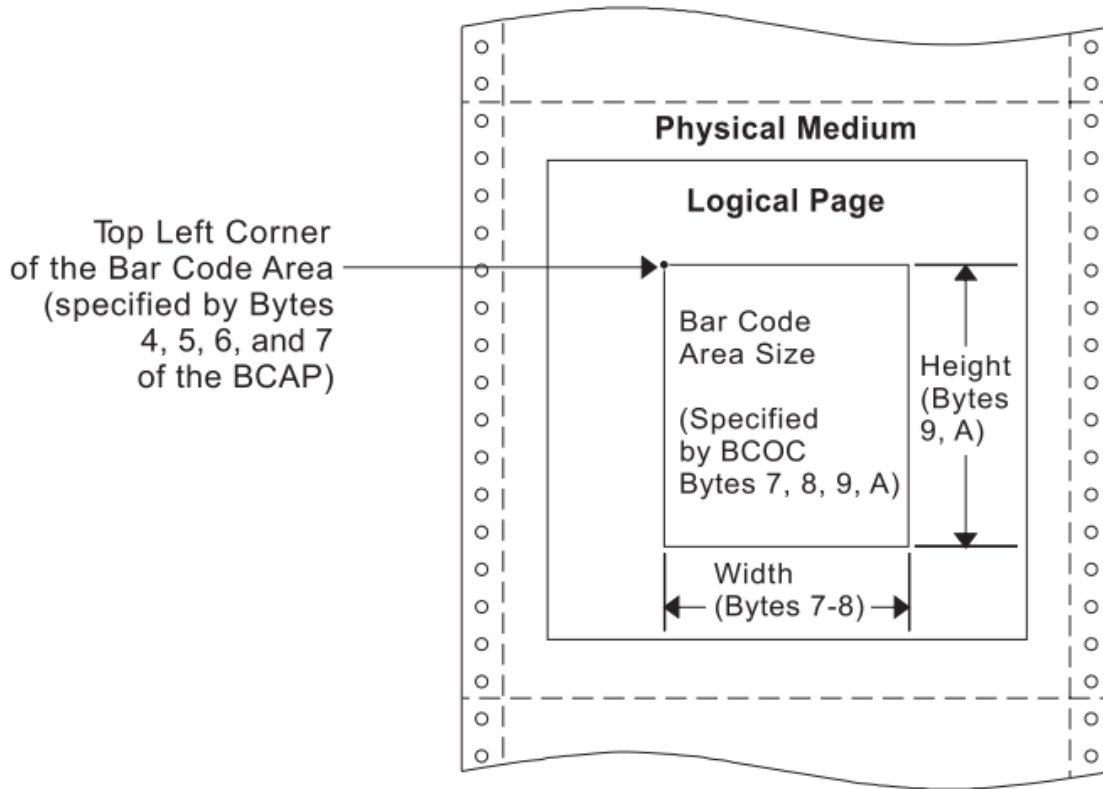 Physical Medium
Logical Page
Top Left Corner
of the Bar Code Area
(specified by Bytes
4, 5, 6, and 7
of the BCAP)
Bar Code
Area Size
(Specified
by BCOC
Bytes 7, 8, 9, A)
Height
(Bytes
9, A)
Width
(Bytes 7-8)